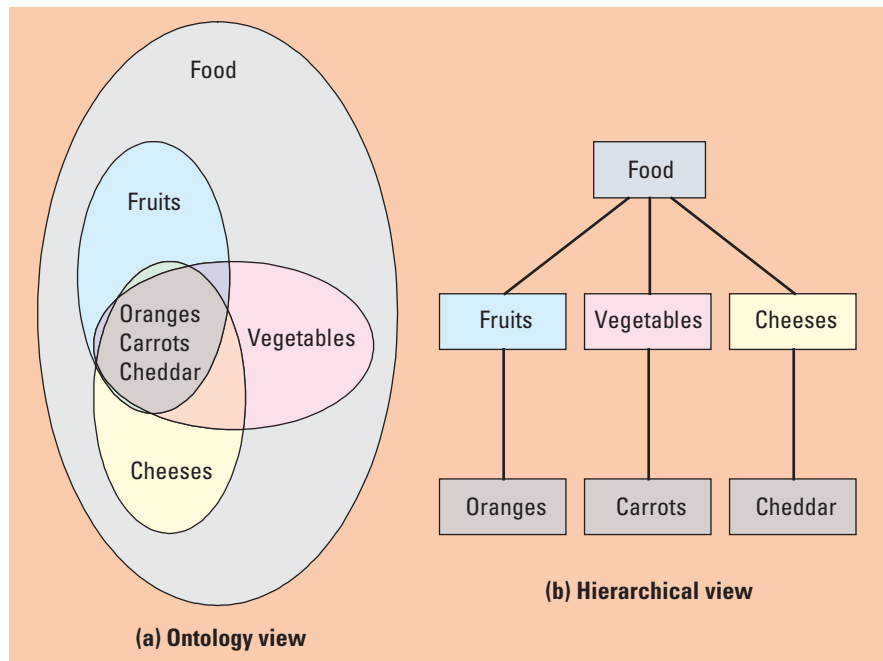 Food
Fruits
Oranges
Carrots
Cheddar
Vegetables
Cheeses
(a) Ontology view
Food
Fruits
Vegetables
Cheeses
Oranges
Carrots
Cheddar
(b) Hierarchical view